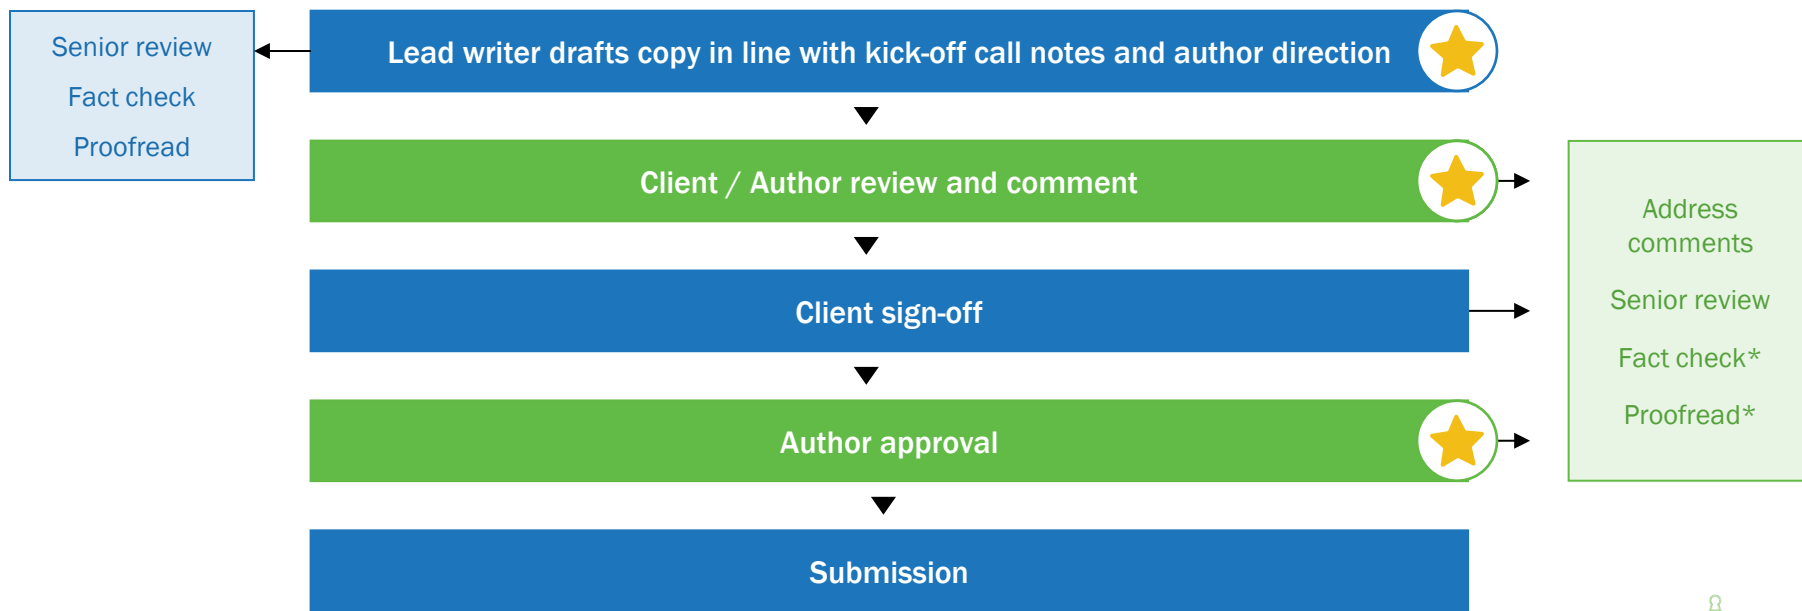 Senior review
Fact check
Proofread
Lead writer drafts copy in line with kick-off call notes and author direction
Client / Author review and comment
Client sign-off
Author approval
Submission
Address
comments
Senior review
Fact check*
Proofread*